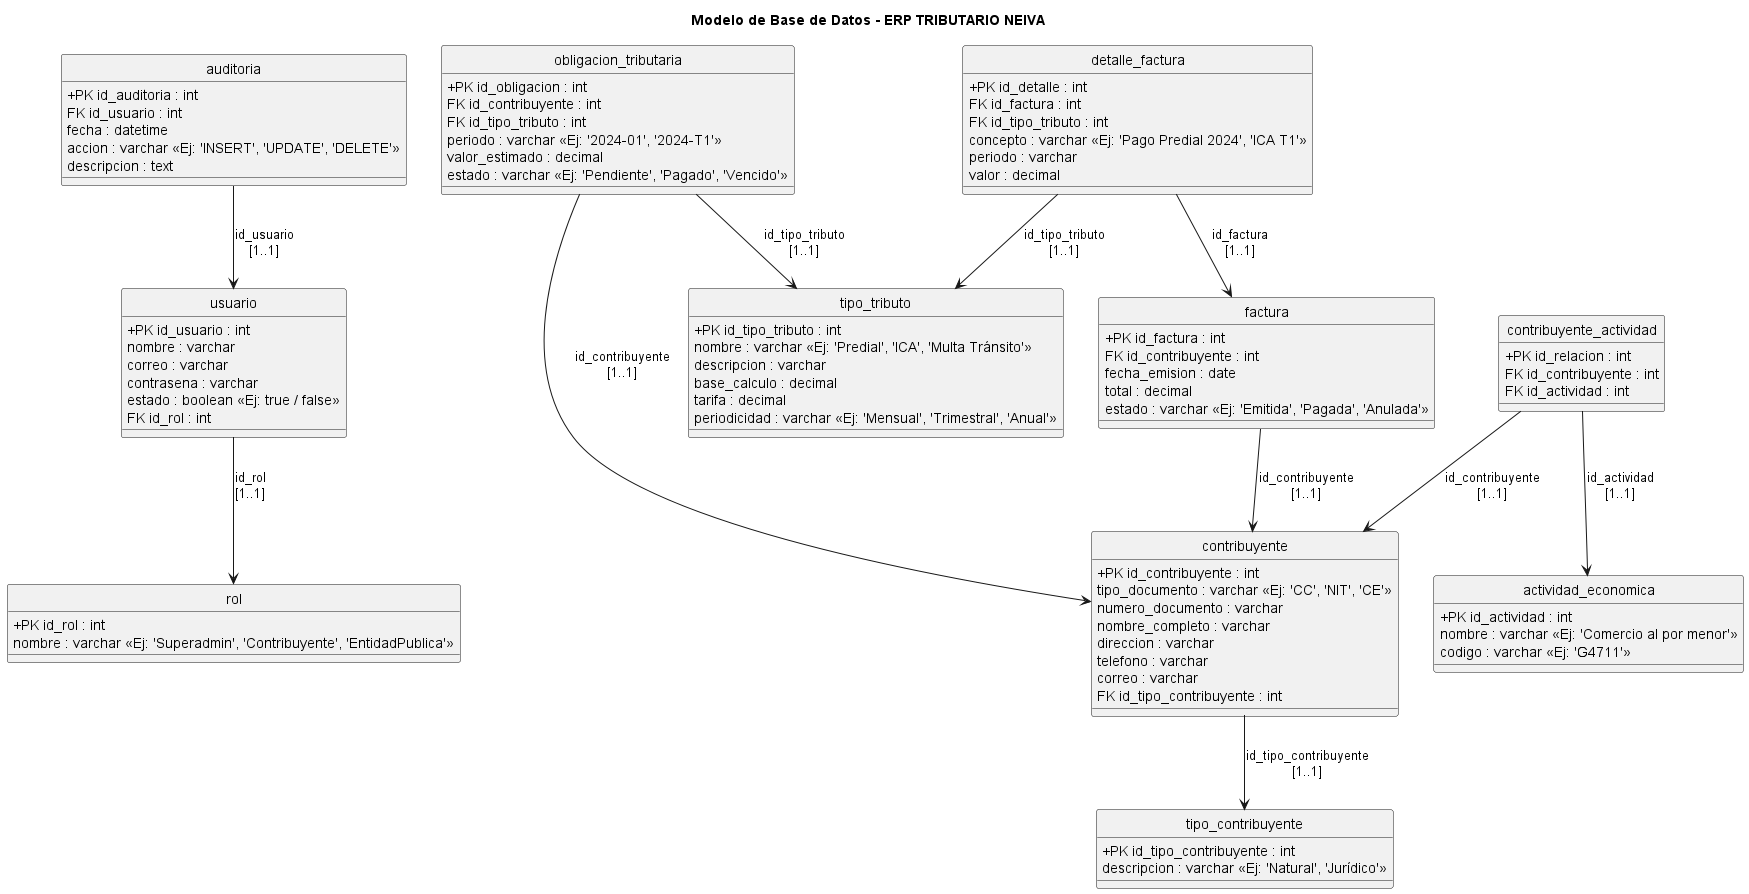 Modelo de Base de Datos - ERP TRIBUTARIO NEIVA
auditoria
+PK id_auditoria : int
FK id_usuario : int
fecha : datetime
accion : varchar «Ej: 'INSERT', 'UPDATE', 'DELETE'»
descripcion : text
obligacion_tributaria
+PK id_obligacion : int
FK id_contribuyente : int
FK id_tipo_tributo : int
periodo : varchar «Ej: '2024-01', '2024-T1'»
valor_estimado : decimal
estado : varchar «Ej: 'Pendiente', 'Pagado', 'Vencido'»
detalle_factura
+PK id_detalle : int
FK id_factura : int
FK id_tipo_tributo : int
concepto : varchar «Ej: 'Pago Predial 2024', 'ICA T1'»
periodo : varchar
valor : decimal
id_usuario
[1..1]
id_tipo_tributo
[1..1]
id_tipo_tributo
[1..1]
id_factura
[1..1]
usuario
+PK id_usuario : int
nombre : varchar
correo : varchar
contrasena : varchar
estado : boolean «Ej: true / false»
FK id_rol : int
id_contribuyente
[1..1]
tipo_tributo
+PK id_tipo_tributo : int
nombre : varchar «Ej: 'Predial', 'ICA', 'Multa Tránsito'»
descripcion : varchar
base_calculo : decimal
tarifa : decimal
periodicidad : varchar «Ej: 'Mensual', 'Trimestral', 'Anual'»
factura
+PK id_factura : int
FK id_contribuyente : int
fecha_emision : date
total : decimal
estado : varchar «Ej: 'Emitida', 'Pagada', 'Anulada'»
contribuyente_actividad
+PK id_relacion : int
FK id_contribuyente : int
FK id_actividad : int
id_rol
[1..1]
id_contribuyente
[1..1]
id_contribuyente
[1..1]
id_actividad
[1..1]
rol
+PK id_rol : int
nombre : varchar «Ej: 'Superadmin', 'Contribuyente', 'EntidadPublica'»
contribuyente
+PK id_contribuyente : int
tipo_documento : varchar «Ej: 'CC', 'NIT', 'CE'»
numero_documento : varchar
nombre_completo : varchar
direccion : varchar
telefono : varchar
correo : varchar
FK id_tipo_contribuyente : int
actividad_economica
+PK id_actividad : int
nombre : varchar «Ej: 'Comercio al por menor'»
codigo : varchar «Ej: 'G4711'»
id_tipo_contribuyente
[1..1]
tipo_contribuyente
+PK id_tipo_contribuyente : int
descripcion : varchar «Ej: 'Natural', 'Jurídico'»